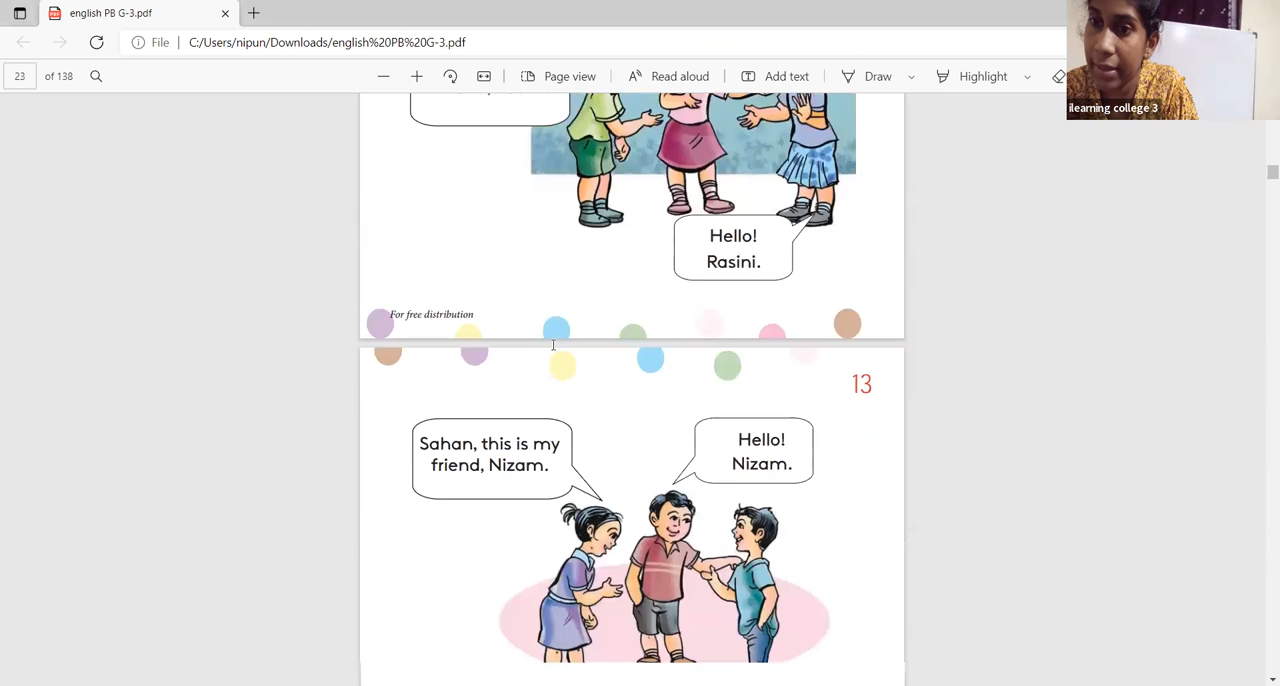 english PB G-3.pdf
File
C:/Users/nipun/Downloads/english%20PB%20G-3.pdf
23
of 138
Page view
Read aloud
Add text
Draw
Highlight
ilearning college 3
Hello!
Rasini.
For free distribution
13
Sahan, this is my
friend, Nizam.
Hello!
Nizam.